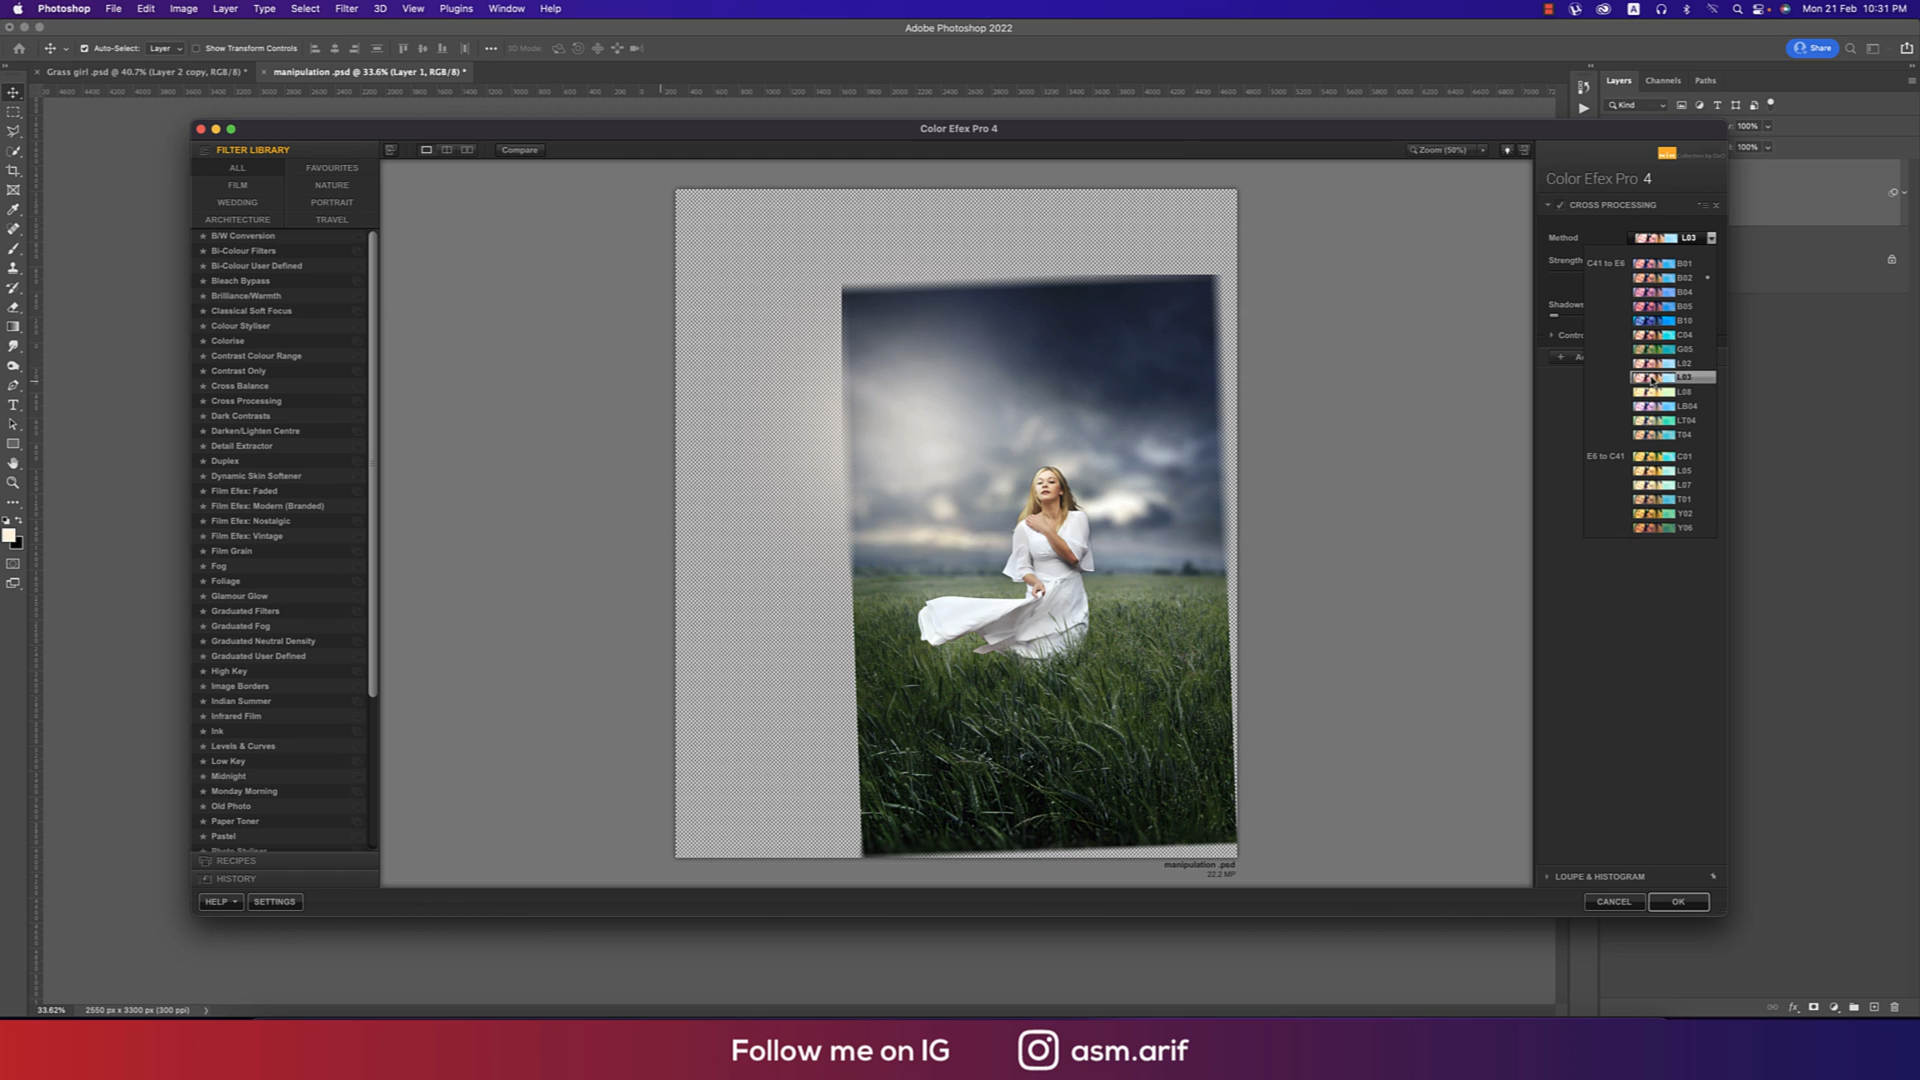 Photoshop File Edit Image Layer Type Select Filter 3D View Plugins Window Help
Mon 21 Feb 10:31 PM
Adobe Photoshop 2022
Auto-Select: Layer Show Transform Controls 3D Mode: Share
Grass girl .psd @ 40.7% (Layer 2 copy, RGB/8) *
manipulation .psd @ 33.6% (Layer 1, RGB/8) *
Layers Channels Paths
Kind
100%
100%
Color Efex Pro 4
FILTER LIBRARY
Compare
Zoom (50%)
ALL FAVOURITES
FILM NATURE
WEDDING PORTRAIT
ARCHITECTURE TRAVEL
B/W Conversion
Bi-Colour Filters
Bi-Colour User Defined
Bleach Bypass
Brilliance/Warmth
Classical Soft Focus
Colour Styliser
Colorise
Contrast Colour Range
Contrast Only
Cross Balance
Cross Processing
Dark Contrasts
Darken/Lighten Centre
Detail Extractor
Duplex
Dynamic Skin Softener
Film Efex: Faded
Film Efex: Modern (Branded)
Film Efex: Nostalgic
Film Efex: Vintage
Film Grain
Fog
Foliage
Glamour Glow
Graduated Filters
Graduated Fog
Graduated Neutral Density
Graduated User Defined
High Key
Image Borders
Indian Summer
Infrared Film
Ink
Levels & Curves
Low Key
Midnight
Monday Morning
Old Photo
Paper Toner
Pastel
RECIPES
HISTORY
HELP SETTINGS
manipulation .psd
22.2 MP
Color Efex Pro 4
CROSS PROCESSING
Method L03
Strength
Shadows
Contro
C41 to E6 B01
B02
B04
B05
B10
C04
G05
L02
L03
L08
LB04
LT04
T04
E6 to C41 C01
L05
L07
T01
Y02
Y06
LOUPE & HISTOGRAM
CANCEL OK
33.62% 2550 px x 3300 px (300 ppi)
Follow me on IG asm.arif